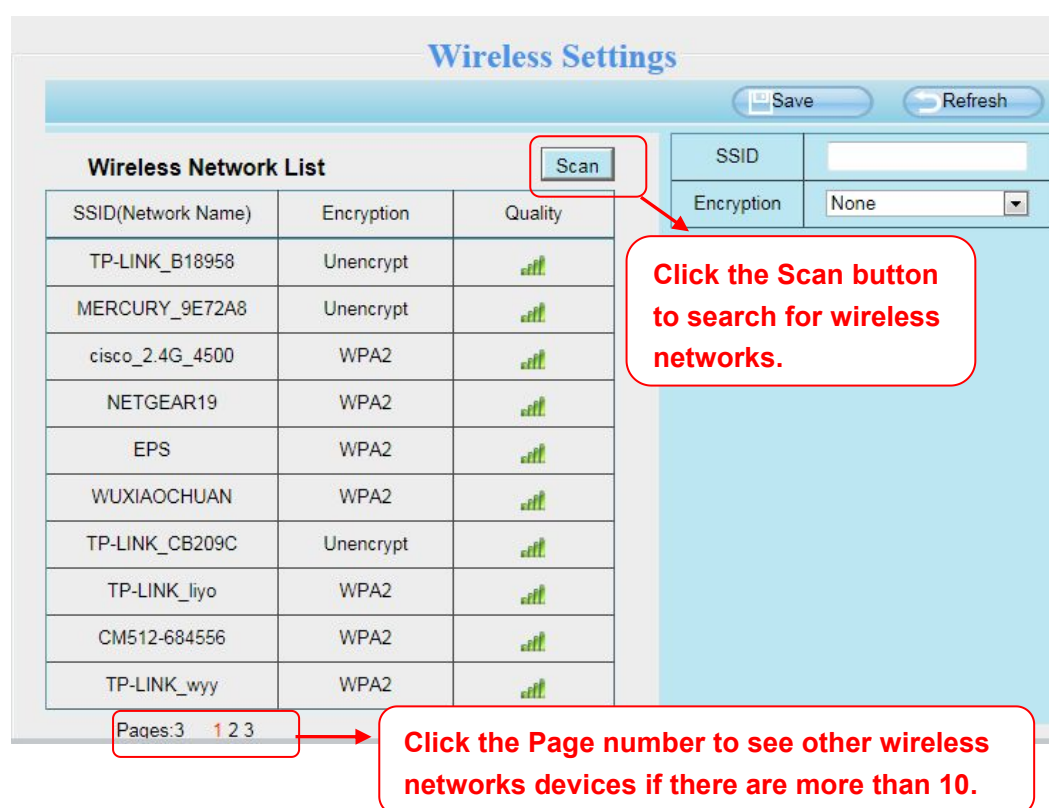 Wireless Settings
Save Refresh
Wireless Network List Scan
SSID
Encryption None
SSID(Network Name) Encryption Quality
TP-LINK_B18958 Unencrypt
MERCURY_9E72A8 Unencrypt
cisco_2.4G_4500 WPA2
NETGEAR19 WPA2
EPS WPA2
WUXIAOCHUAN WPA2
TP-LINK_CB209C Unencrypt
TP-LINK_liyo WPA2
CM512-684556 WPA2
TP-LINK_wyy WPA2
Pages:3 1 2 3
Click the Scan button
to search for wireless
networks.
Click the Page number to see other wireless
networks devices if there are more than 10.